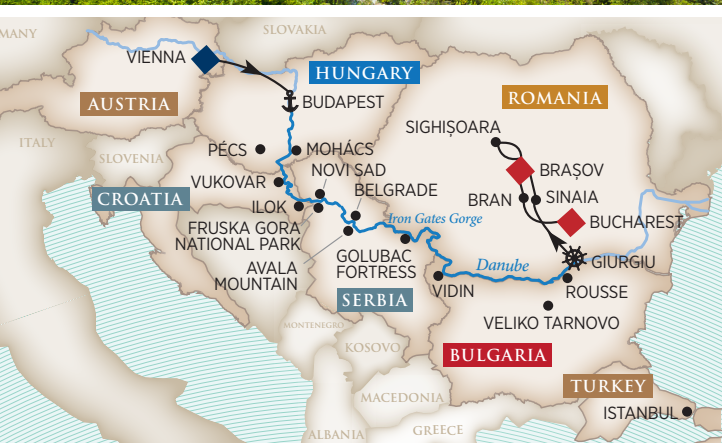 MANY
SLOVAKIA
VIENNA
HUNGARY
AUSTRIA
BUDAPEST
ROMANIA
SIGHIȘOARA
ITALY
SLOVENIA
PÉCS
MOHÁCS
NOVI SAD
BRAȘOV
VUKOVAR
BELGRADE
CROATIA
BRAN
SINAIA
ILOK
Iron Gates Gorge
BUCHAREST
FRUSKA GORA
NATIONAL PARK
AVALA
MOUNTAIN
GOLUBAC
FORTRESS
Danube
GIURGIU
SERBIA
VIDIN
ROUSSE
VELIKO TARNOVO
MONTENEGRO
KOSOVO
BULGARIA
MACEDONIA
TURKEY
ISTANBUL
ALBANIA
GREECE